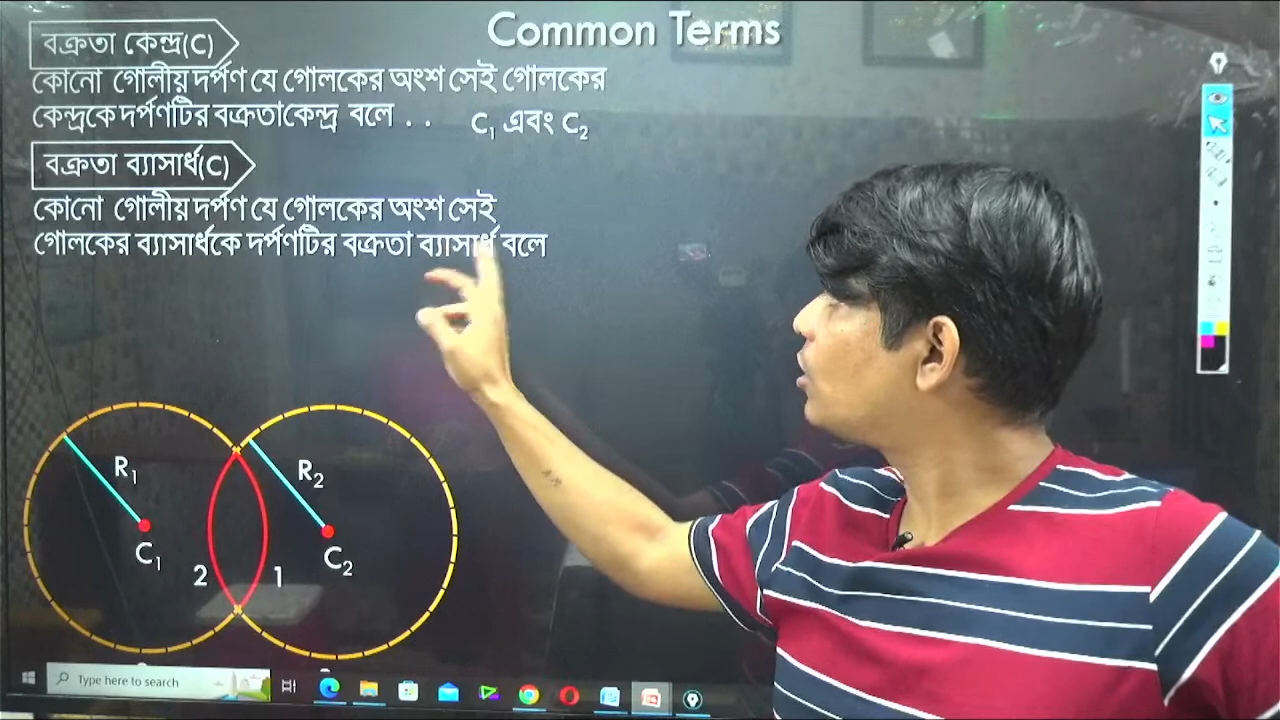 Common Terms
বক্রতা কেন্দ্র(C)
কোনো গোলীয় দর্পণ যে গোলকের অংশ সেই গোলকের
কেন্দ্রকে দর্পণটির বক্রতাকেন্দ্র বলে . .
C₁ এবং C₂
বক্রতা ব্যাসার্ধ(C)
কোনো গোলীয় দর্পণ যে গোলকের অংশ সেই
গোলকের ব্যাসার্ধকে দর্পণটির বক্রতা ব্যাসার্ধ বলে
R₁
R₂
C₁
C₂
2
1
Type here to search